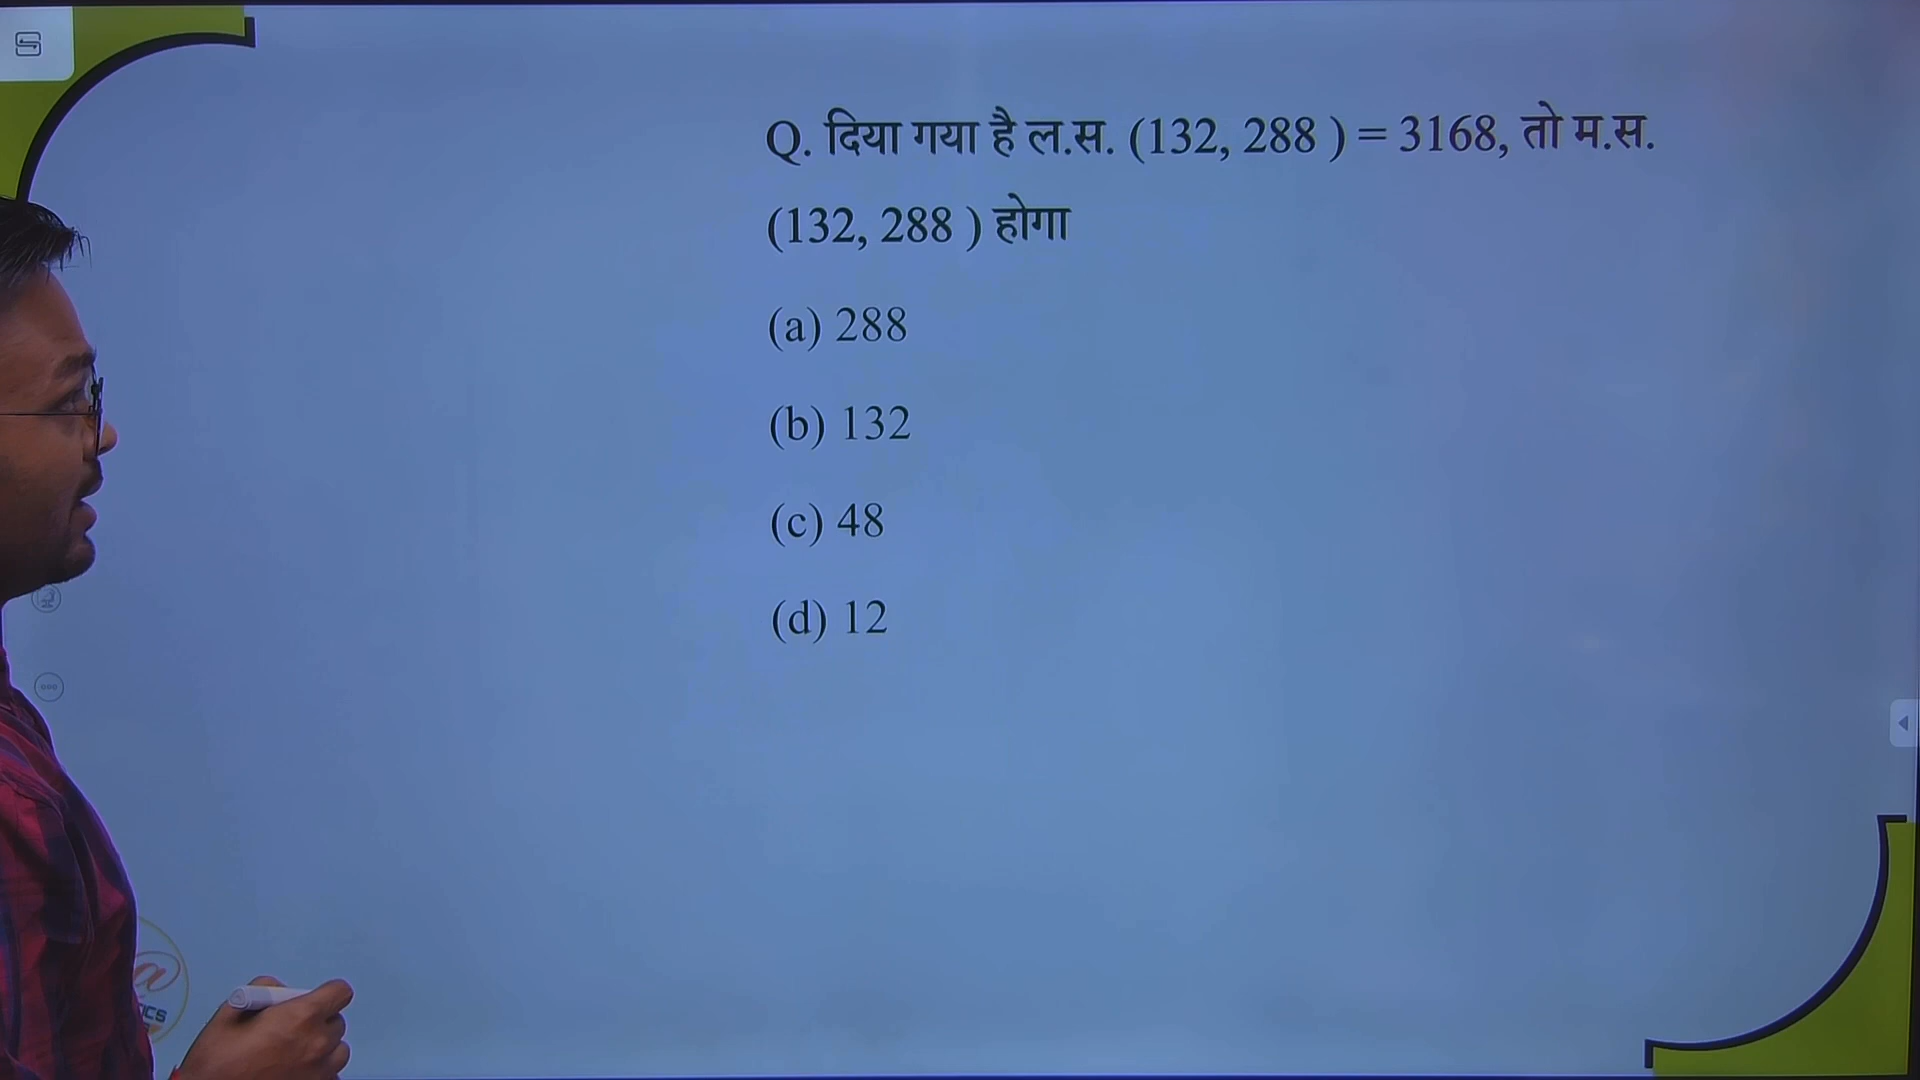 Q. दिया गया है ल.स. (132, 288 ) = 3168, तो म.स.
(132, 288 ) होगा
(a) 288
(b) 132
(c) 48
(d) 12